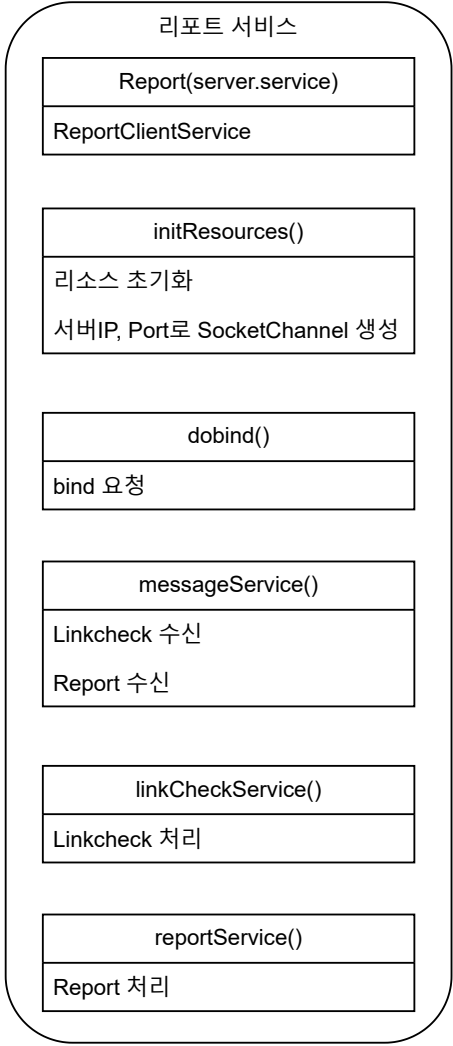 리포트 서비스
Report(server.service)
ReportClientService
initResources()
리소스 초기화
서버IP, Port로 SocketChannel 생성
dobind()
bind 요청
messageService()
Linkcheck 수신
Report 수신
linkCheckService()
Linkcheck 처리
reportService()
Report 처리